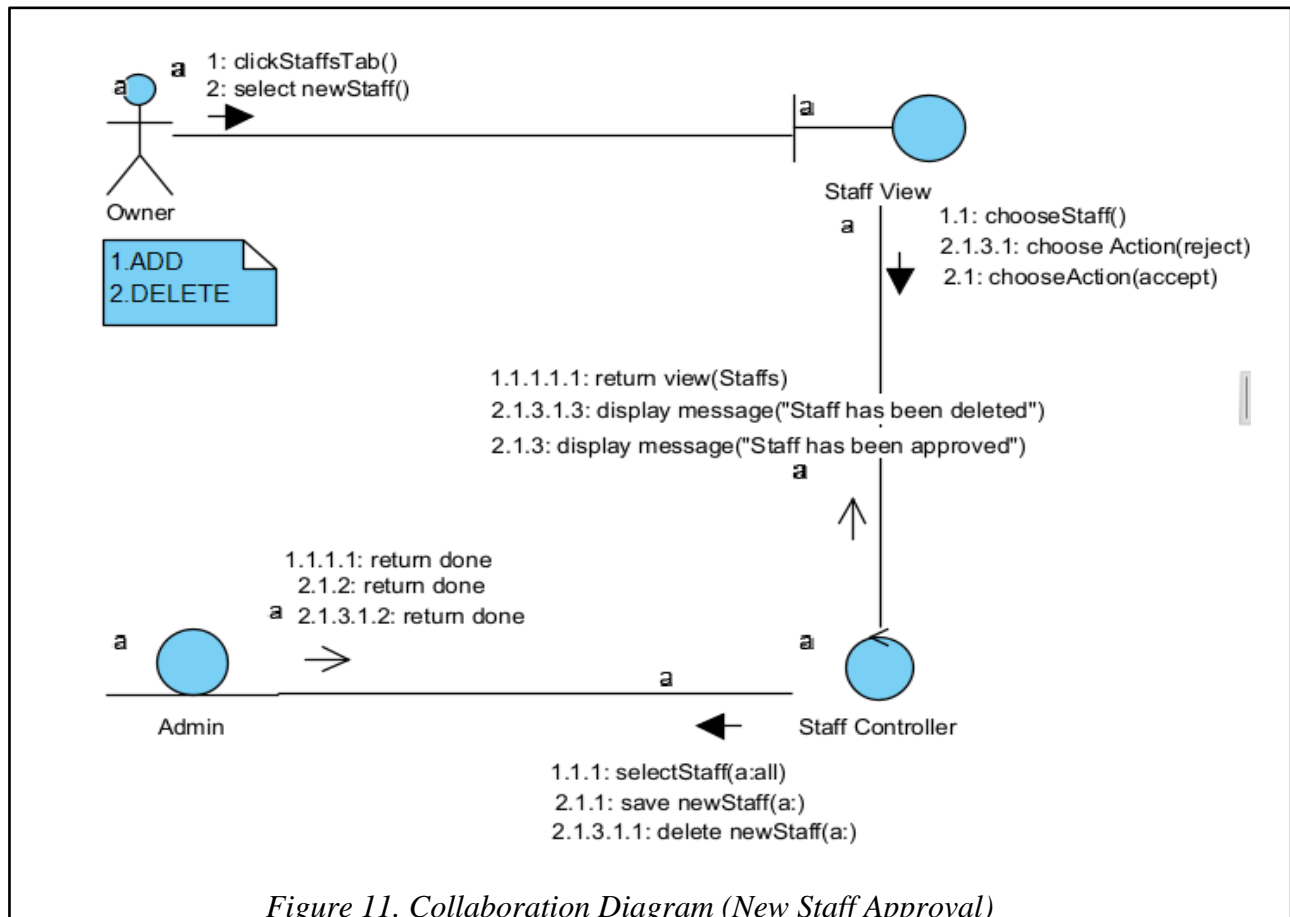 a
1: clickStaffsTab()
2: select newStaff()
a
a
Owner
Staff View
1.ADD
2.DELETE
a
1.1: chooseStaff()
2.1.3.1: choose Action(reject)
2.1: chooseAction(accept)
1.1.1.1.1: return view(Staffs)
2.1.3.1.3: display message("Staff has been deleted")
2.1.3: display message("Staff has been approved")
a
1.1.1.1: return done
2.1.2: return done
a 2.1.3.1.2: return done
a
a
a
Admin
Staff Controller
1.1.1: selectStaff(a:all)
2.1.1: save newStaff(a:)
2.1.3.1.1: delete newStaff(a:)
Figure 11. Collaboration Diagram (New Staff Approval)